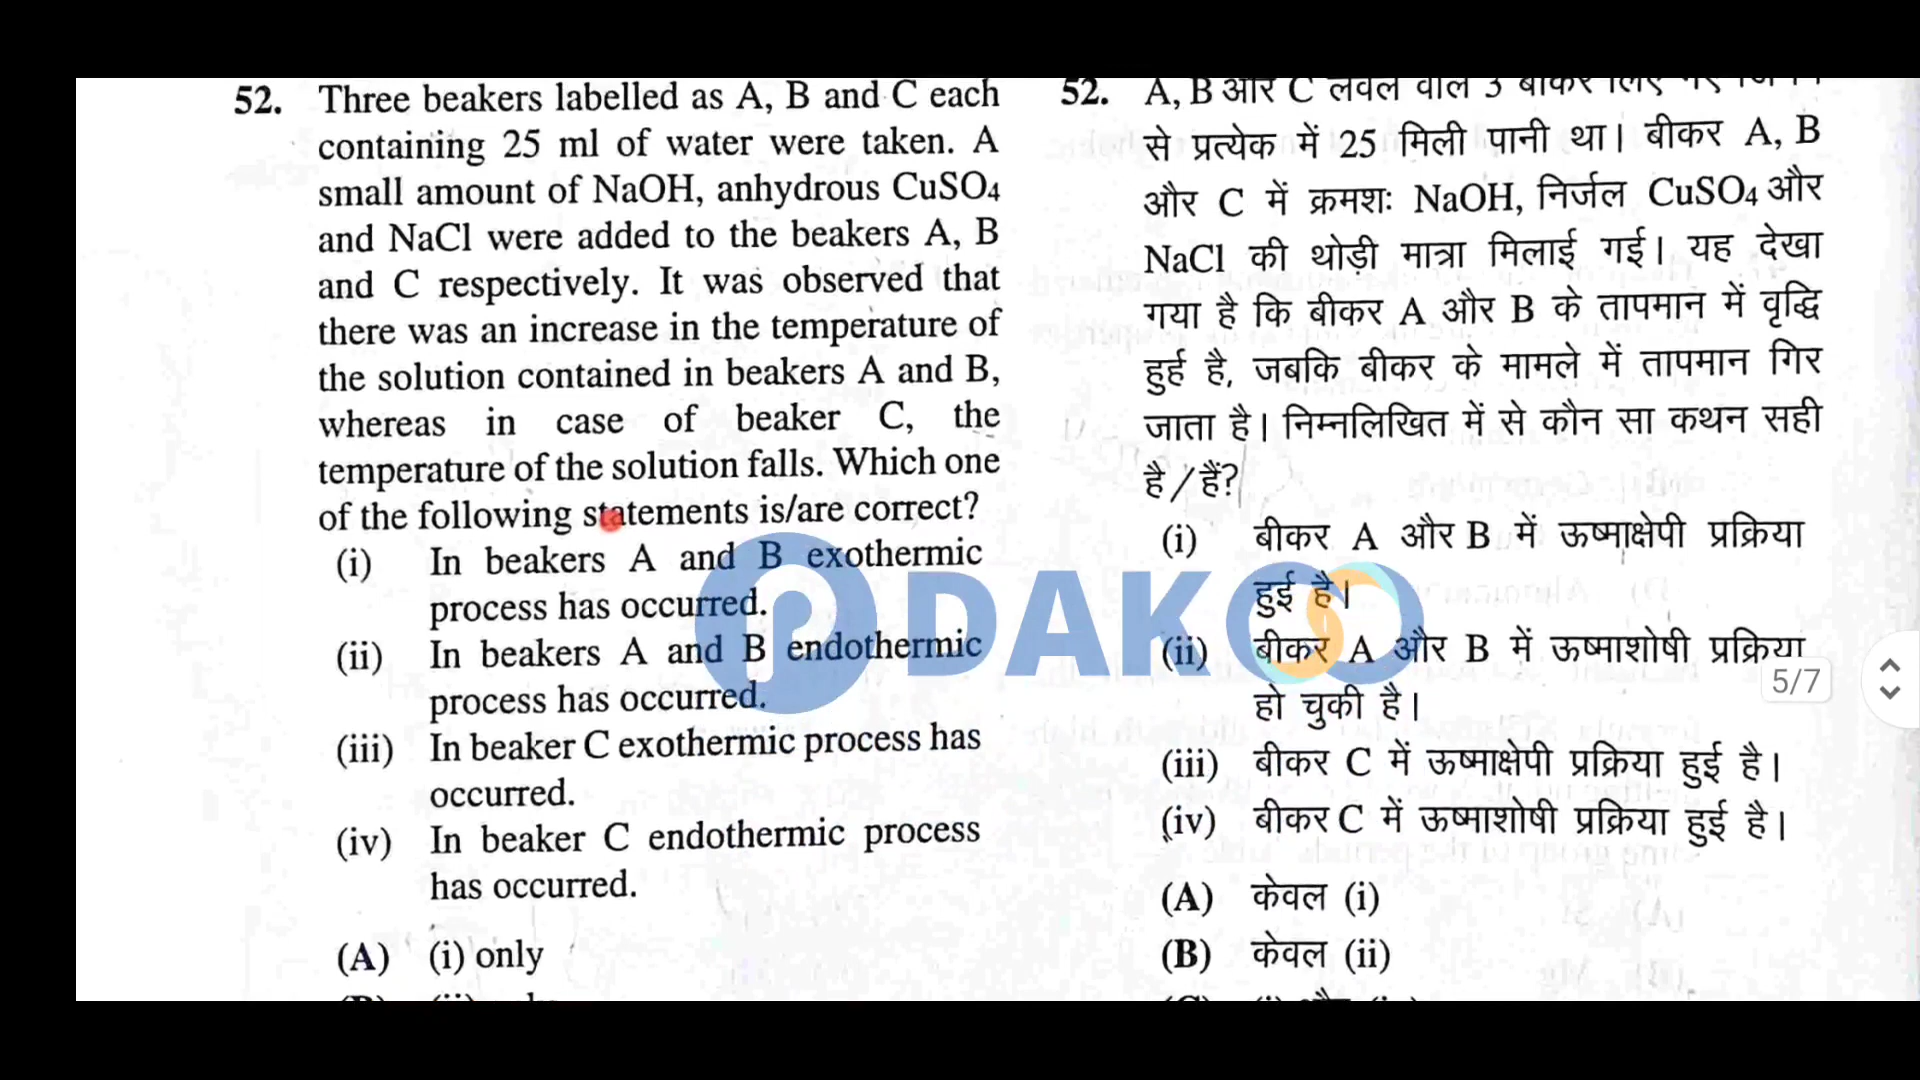 52. Three beakers labelled as A, B and C each
containing 25 ml of water were taken. A
small amount of NaOH, anhydrous CuSO4
and NaCl were added to the beakers A, B
and C respectively. It was observed that
there was an increase in the temperature of
the solution contained in beakers A and B,
whereas in case of beaker C, the
temperature of the solution falls. Which one
of the following statements is/are correct?
(i) In beakers A and B exothermic
process has occurred.
(ii) In beakers A and B endothermic
process has occurred.
(iii) In beaker C exothermic process has
occurred.
(iv) In beaker C endothermic process
has occurred.
(A) (i) only
52. A, B और C लेवल वाले 3 बीकर लिए गए
से प्रत्येक में 25 मिली पानी था। बीकर A, B
और C में क्रमशः NaOH, निर्जल CuSO4 और
NaCl की थोड़ी मात्रा मिलाई गई। यह देखा
गया है कि बीकर A और B के तापमान में वृद्धि
हुई है, जबकि बीकर के मामले में तापमान गिर
जाता है। निम्नलिखित में से कौन सा कथन सही
है / हैं?
(i) बीकर A और B में ऊष्माक्षेपी प्रक्रिया
हुई है।
(ii) बीकर A और B में ऊष्माशोषी प्रक्रिया
हो चुकी है।
(iii) बीकर C में ऊष्माक्षेपी प्रक्रिया हुई है।
(iv) बीकर C में ऊष्माशोषी प्रक्रिया हुई है।
(A) केवल (i)
(B) केवल (ii)
PDAKOO
5/7